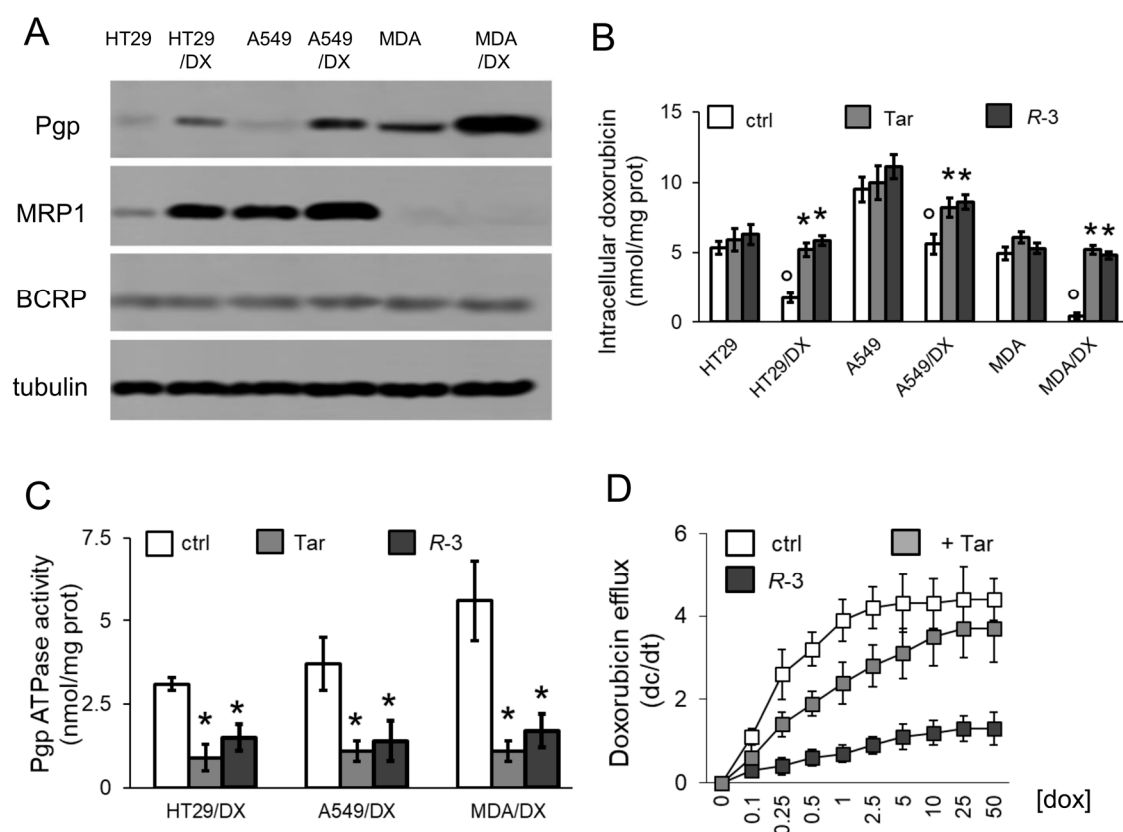 A
HT29 HT29 A549 A549 MDA MDA
/DX /DX /DX
Pgp
MRP1
BCRP
tubulin
B
Intracellular doxorubicin
(nmol/mg prot)
15
10
5
0
ctrl Tar R-3
* * * * * *
° ° °
HT29 HT29/DX A549 A549/DX MDA MDA/DX
C
Pgp ATPase activity
(nmol/mg prot)
7.5
5
2.5
0
ctrl Tar R-3
* * * * * *
HT29/DX A549/DX MDA/DX
D
Doxorubicin efflux
(dc/dt)
6
4
2
0
ctrl + Tar
R-3
0 0.1 0.25 0.5 1 2.5 5 10 25 50
[dox]